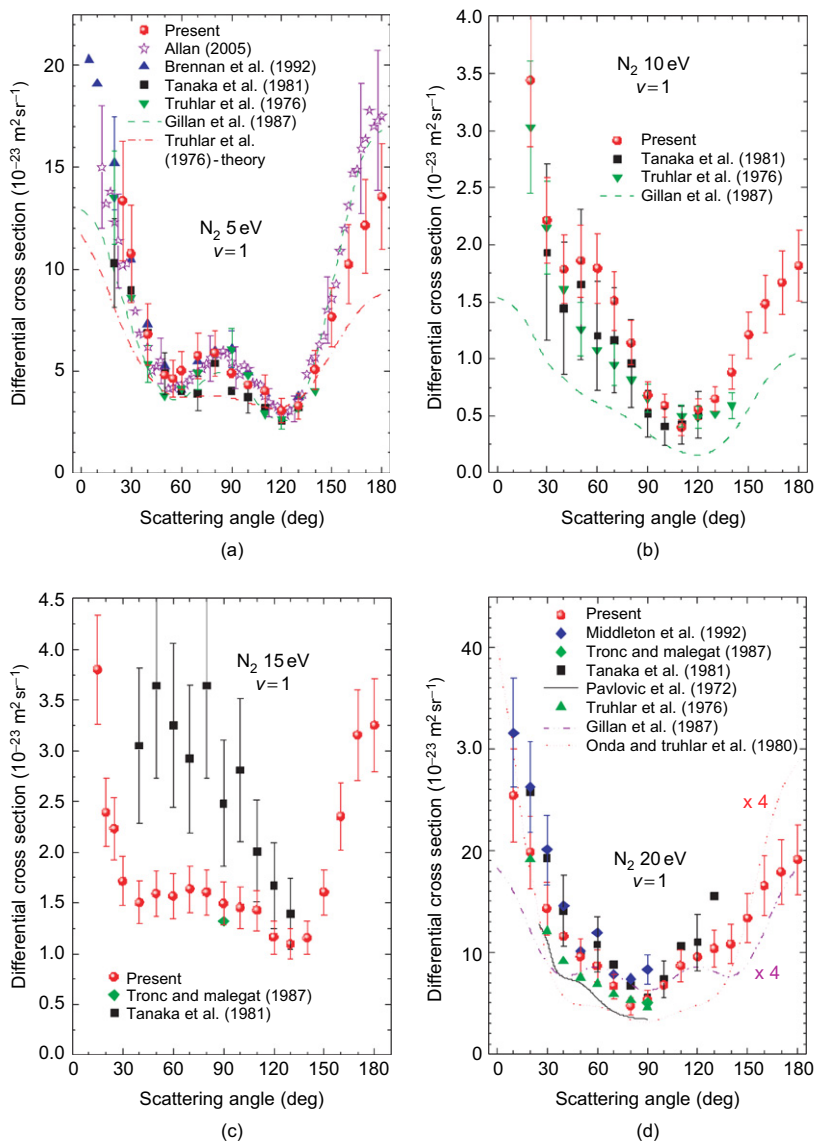 Present
Allan (2005)
Brennan et al. (1992)
Tanaka et al. (1981)
Truhlar et al. (1976)
Gillan et al. (1987)
Truhlar et al.
(1976)-theory
N2 5 eV
v=1
20
15
10
5
0
Differential cross section (10−23 m2 sr−1)
0 30 60 90 120 150 180
Scattering angle (deg)
(a)
N2 10 eV
v=1
Present
Tanaka et al. (1981)
Truhlar et al. (1976)
Gillan et al. (1987)
4.0
3.5
3.0
2.5
2.0
1.5
1.0
0.5
0.0
Differential cross section (10−23 m2 sr−1)
0 30 60 90 120 150 180
Scattering angle (deg)
(b)
N2 15 eV
v=1
4.5
4.0
3.5
3.0
2.5
2.0
1.5
1.0
0.5
0.0
Differential cross section (10−23 m2 sr−1)
Present
Tronc and malegat (1987)
Tanaka et al. (1981)
0 30 60 90 120 150 180
Scattering angle (deg)
(c)
Present
Middleton et al. (1992)
Tronc and malegat (1987)
Tanaka et al. (1981)
Pavlovic et al. (1972)
Truhlar et al. (1976)
Gillan et al. (1987)
Onda and truhlar et al. (1980)
x 4
N2 20 eV
v=1
x 4
40
30
20
10
0
Differential cross section (10−23 m2 sr−1)
0 30 60 90 120 150 180
Scattering angle (deg)
(d)